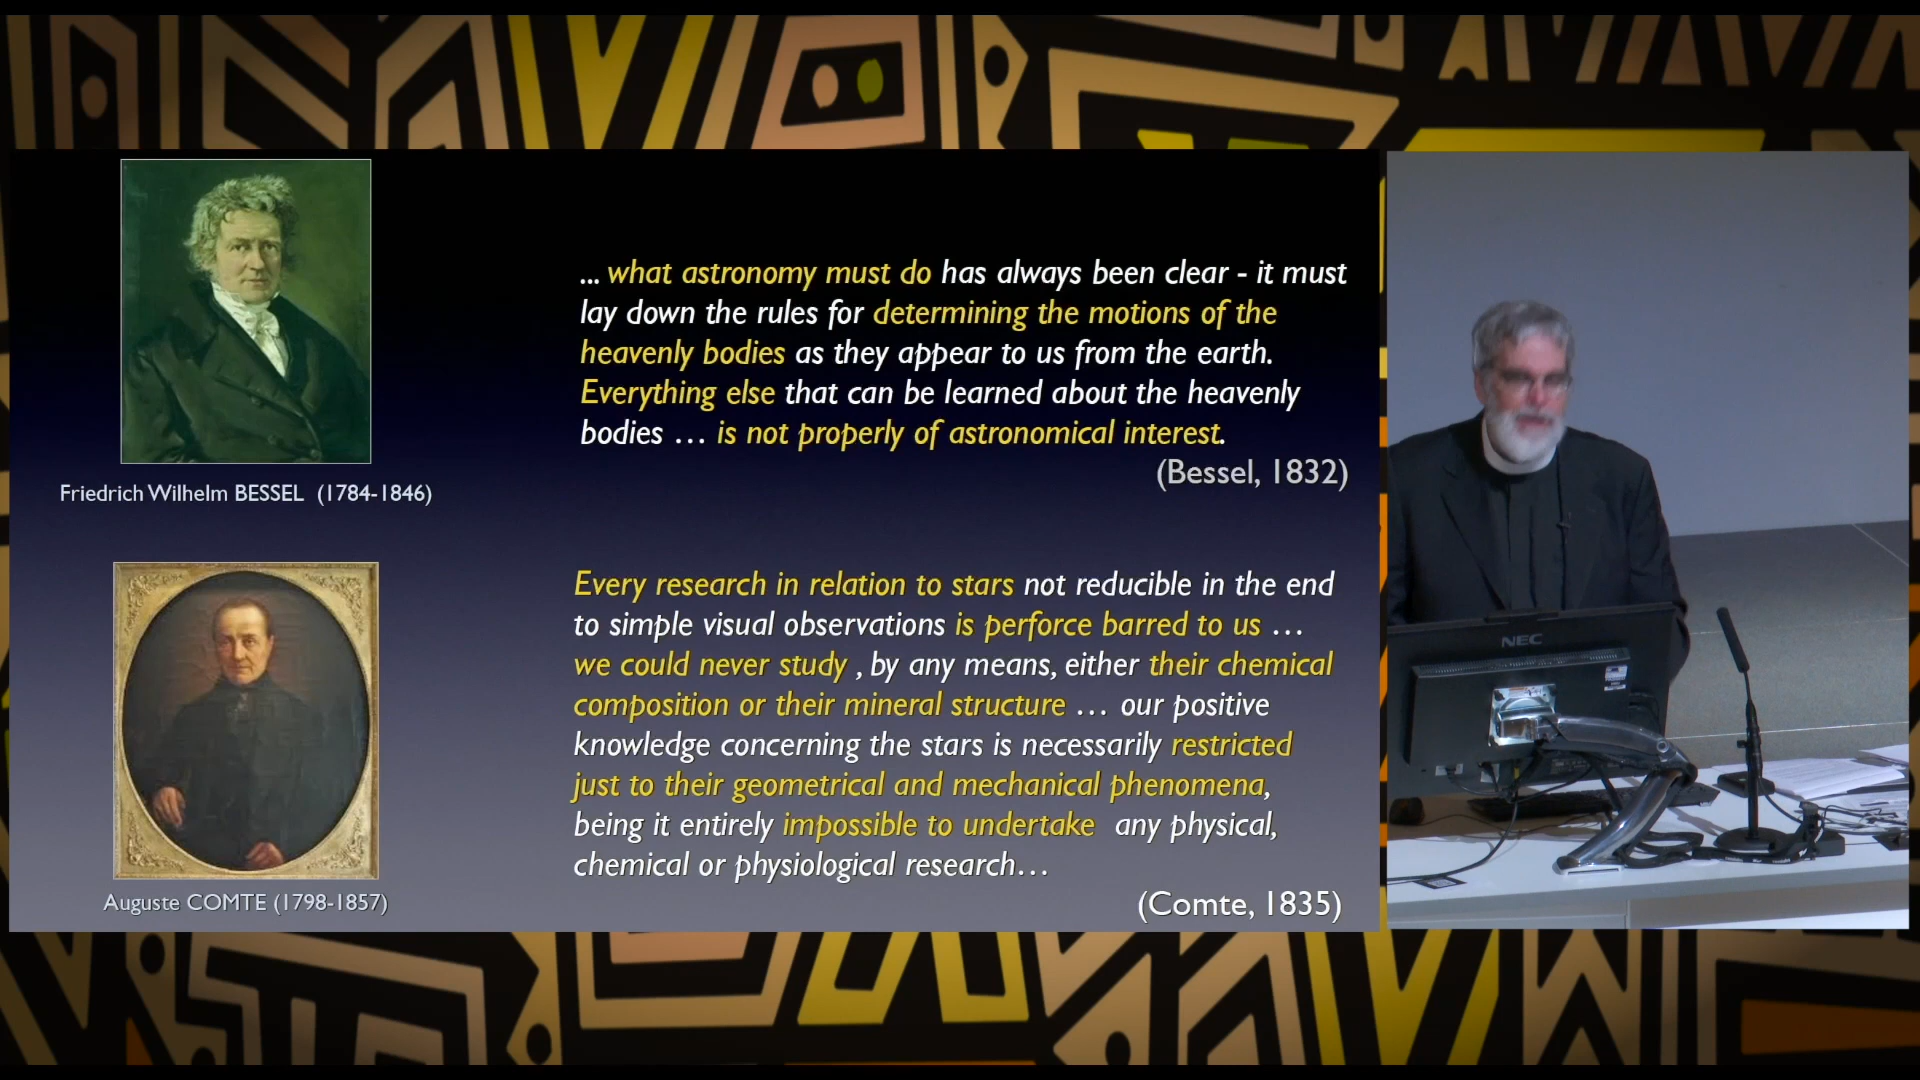 ... what astronomy must do has always been clear - it must
lay down the rules for determining the motions of the
heavenly bodies as they appear to us from the earth.
Everything else that can be learned about the heavenly
bodies … is not properly of astronomical interest.
(Bessel, 1832)
Friedrich Wilhelm BESSEL (1784-1846)
Every research in relation to stars not reducible in the end
to simple visual observations is perforce barred to us …
we could never study , by any means, either their chemical
composition or their mineral structure … our positive
knowledge concerning the stars is necessarily restricted
just to their geometrical and mechanical phenomena,
being it entirely impossible to undertake any physical,
chemical or physiological research…
(Comte, 1835)
Auguste COMTE (1798-1857)
NEC